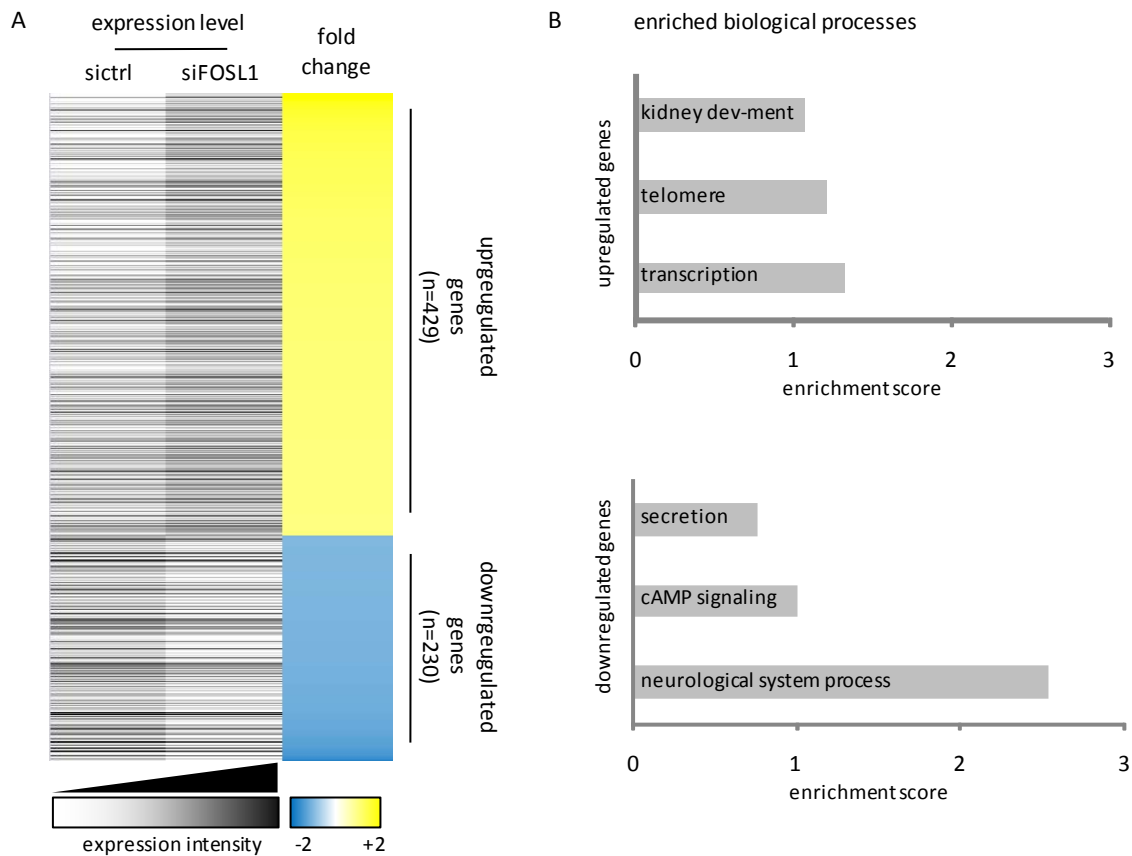 A
expression level
sictrl
siFOSL1
fold
change
uprgeugulated
genes
(n=429)
downrgeugulated
genes
(n=230)
expression intensity
-2
+2
B
enriched biological processes
upregulated genes
kidney dev-ment
telomere
transcription
0
1
2
3
enrichment score
downregulated genes
secretion
cAMP signaling
neurological system process
0
1
2
3
enrichment score